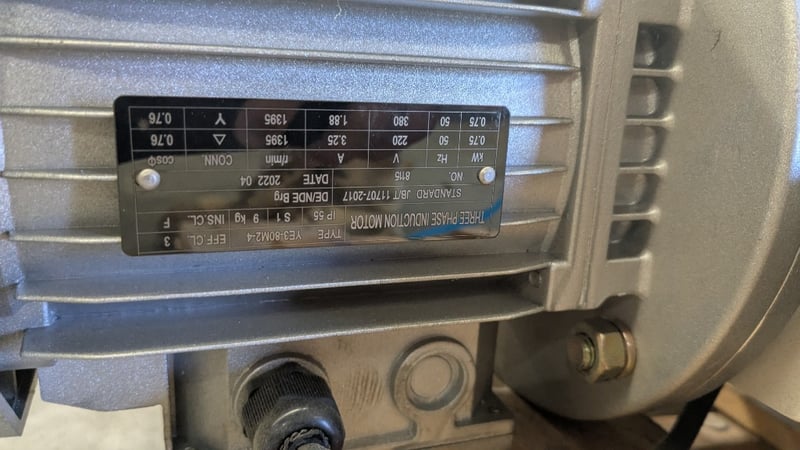 THREE PHASE INDUCTION MOTOR TYPE YE3-80M2-4 EFF.CL. 3
IP 55 S1 9 kg INS.CL. F
STANDARD JB/T 11707-2017 DE/NDE Brg
NO. 8115 DATE 2022 04
kW Hz V A r/min CONN. cosφ
0.75 50 220 3.25 1395 △ 0.76
0.75 50 380 1.88 1395 Y 0.76